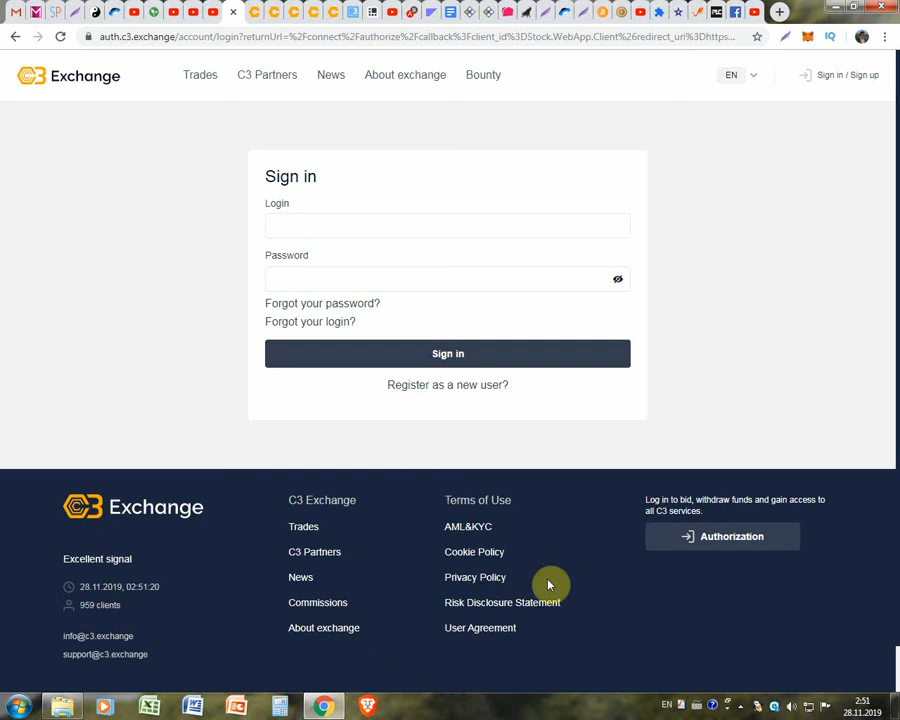 auth.c3.exchange/account/login?returnUrl=%2Fconnect%2Fauthorize%2Fcallback%3Fclient_id%3DStock.WebApp.Client%26redirect_uri%3Dhttps...
C3 Exchange
Trades
C3 Partners
News
About exchange
Bounty
EN
Sign in / Sign up
Sign in
Login
Password
Forgot your password?
Forgot your login?
Sign in
Register as a new user?
C3 Exchange
Excellent signal
28.11.2019, 02:51:20
959 clients
info@c3.exchange
support@c3.exchange
C3 Exchange
Trades
C3 Partners
News
Commissions
About exchange
Terms of Use
AML&KYC
Cookie Policy
Privacy Policy
Risk Disclosure Statement
User Agreement
Log in to bid, withdraw funds and gain access to
all C3 services.
Authorization
EN
2:51
28.11.2019